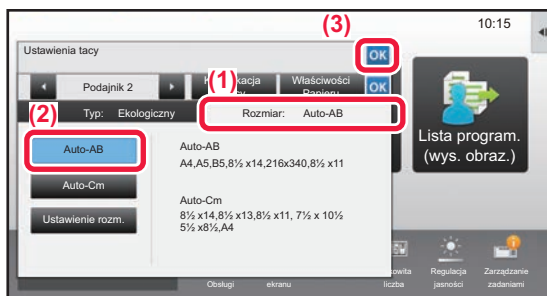 (3)
10:15
Ustawienia tacy
OK
Podajnik 2
(1)
Właściwości
Papieru
OK
(2)
Typ: Ekologiczny
Rozmiar: Auto-AB
Auto-AB
Auto-AB
A4,A5,B5,8½ x14,216x340,8½ x11
Auto-Cm
Auto-Cm
8½ x14,8½ x13,8½ x11, 7½ x 10½
5½ x8½,A4
Ustawienie rozm.
Lista program.
(wys. obraz.)
Obsługi
ekranu
liczba
Regulacja
jasności
Zarządzanie
zadaniami